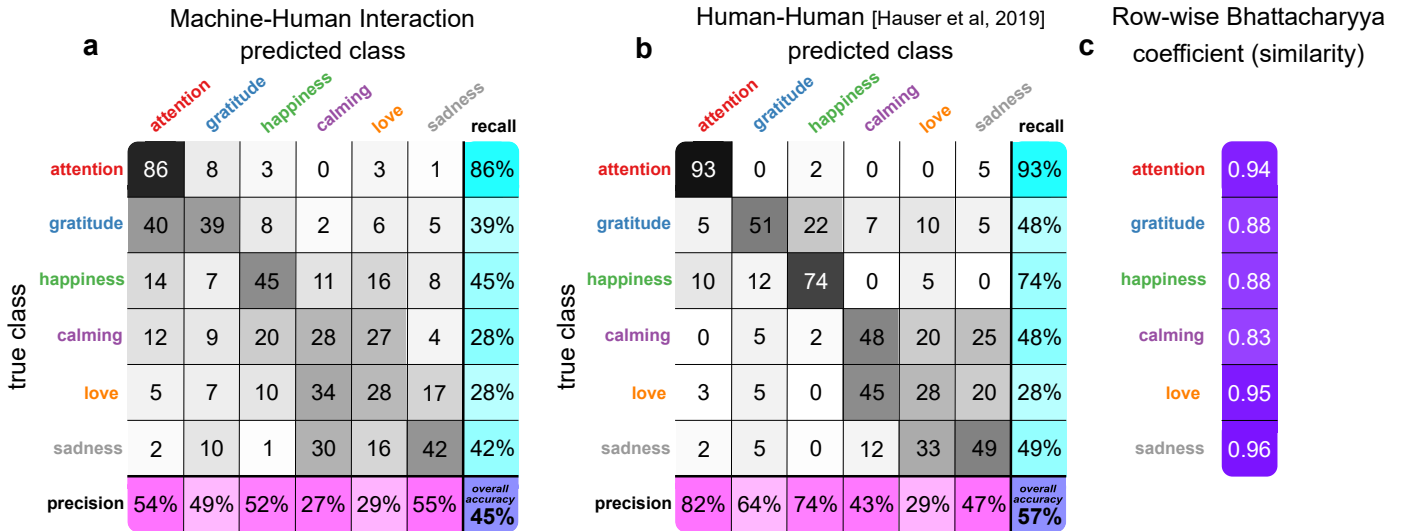 Machine-Human Interaction
a
predicted class
attention gratitude happiness calming love sadness recall
true class
attention 86 8 3 0 3 1 86%
gratitude 40 39 8 2 6 5 39%
happiness 14 7 45 11 16 8 45%
calming 12 9 20 28 27 4 28%
love 5 7 10 34 28 17 28%
sadness 2 10 1 30 16 42 42%
precision 54% 49% 52% 27% 29% 55% overall
accuracy
45%
Human-Human [Hauser et al, 2019]
b
predicted class
attention gratitude happiness calming love sadness recall
true class
attention 93 0 2 0 0 5 93%
gratitude 5 51 22 7 10 5 48%
happiness 10 12 74 0 5 0 74%
calming 0 5 2 48 20 25 48%
love 3 5 0 45 28 20 28%
sadness 2 5 0 12 33 49 49%
precision 82% 64% 74% 43% 29% 47% overall
accuracy
57%
Row-wise Bhattacharyya
c
coefficient (similarity)
attention 0.94
gratitude 0.88
happiness 0.88
calming 0.83
love 0.95
sadness 0.96